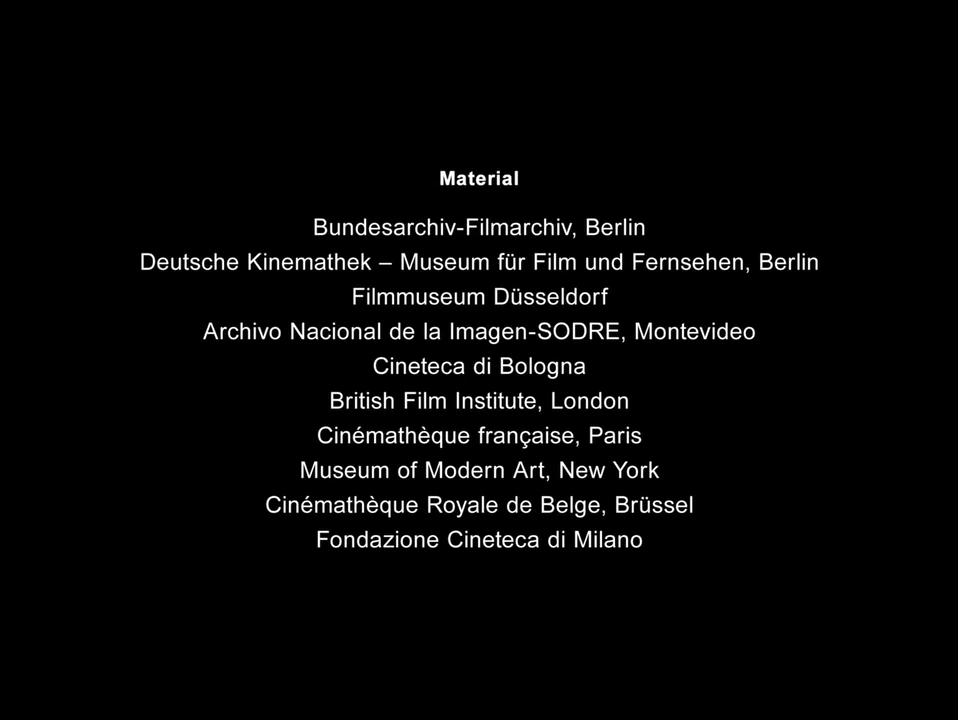 Material
Bundesarchiv-Filmarchiv, Berlin
Deutsche Kinemathek – Museum für Film und Fernsehen, Berlin
Filmmuseum Düsseldorf
Archivo Nacional de la Imagen-SODRE, Montevideo
Cineteca di Bologna
British Film Institute, London
Cinémathèque française, Paris
Museum of Modern Art, New York
Cinémathèque Royale de Belge, Brüssel
Fondazione Cineteca di Milano